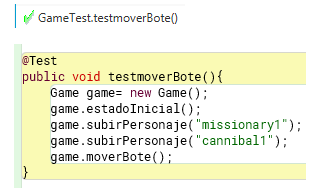 GameTest.testmoverBote()
@Test
public void testmoverBote(){
    Game game= new Game();
    game.estadoInicial();
    game.subirPersonaje("missionary1");
    game.subirPersonaje("cannibal1");
    game.moverBote();
}